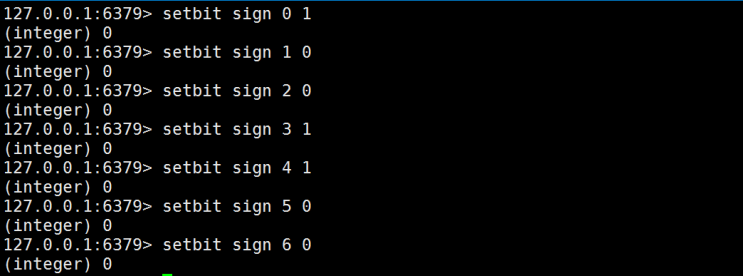 127.0.0.1:6379> setbit sign 0 1
(integer) 0
127.0.0.1:6379> setbit sign 1 0
(integer) 0
127.0.0.1:6379> setbit sign 2 0
(integer) 0
127.0.0.1:6379> setbit sign 3 1
(integer) 0
127.0.0.1:6379> setbit sign 4 1
(integer) 0
127.0.0.1:6379> setbit sign 5 0
(integer) 0
127.0.0.1:6379> setbit sign 6 0
(integer) 0